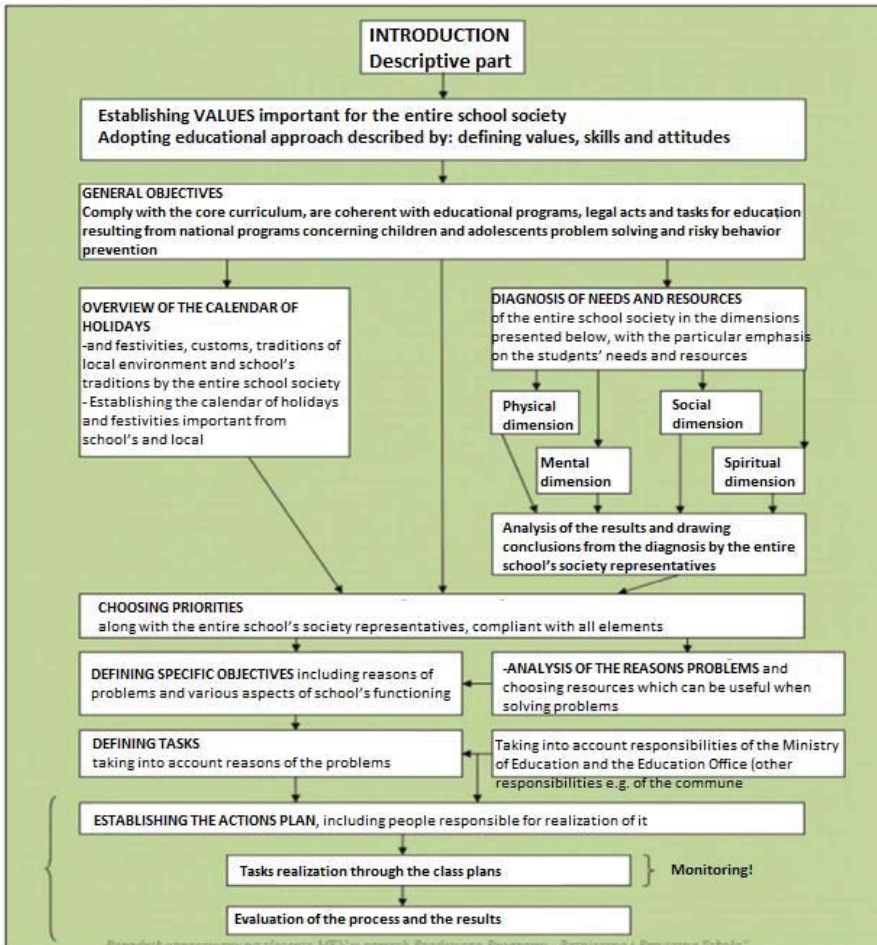 INTRODUCTION
Descriptive part
Establishing VALUES important for the entire school society
Adopting educational approach described by: defining values, skills and attitudes
GENERAL OBJECTIVES
Comply with the core curriculum, are coherent with educational programs, legal acts and tasks for education
resulting from national programs concerning children and adolescents problem solving and risky behavior
prevention
OVERVIEW OF THE CALENDAR OF
HOLIDAYS
-and festivities, customs, traditions of
local environment and school's
traditions by the entire school society
- Establishing the calendar of holidays
and festivities important from
school's and local
DIAGNOSIS OF NEEDS AND RESOURCES
of the entire school society in the dimensions
presented below, with the particular emphasis
on the students' needs and resources
Physical
dimension
Social
dimension
Mental
dimension
Spiritual
dimension
Analysis of the results and drawing
conclusions from the diagnosis by the entire
school's society representatives
CHOOSING PRIORITIES
along with the entire school's society representatives, compliant with all elements
DEFINING SPECIFIC OBJECTIVES including reasons of
problems and various aspects of school's functioning
-ANALYSIS OF THE REASONS PROBLEMS and
choosing resources which can be useful when
solving problems
DEFINING TASKS
taking into account reasons of the problems
Taking into account responsibilities of the Ministry
of Education and the Education Office (other
responsibilities e.g. of the commune
ESTABLISHING THE ACTIONS PLAN, including people responsible for realization of it
Tasks realization through the class plans
Monitoring!
Evaluation of the process and the results